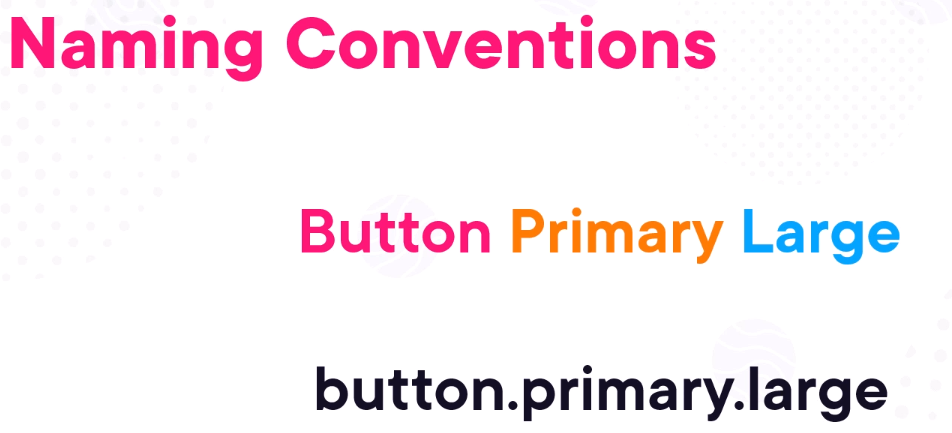 Naming Conventions
Button Primary Large
button.primary.large